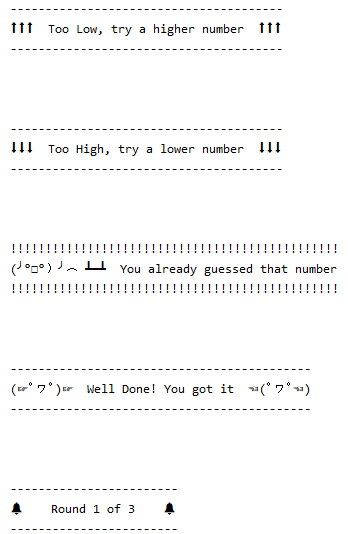 ---------------------------------------
⬆⬆⬆  Too Low, try a higher number  ⬆⬆⬆
---------------------------------------
---------------------------------------
⬇⬇⬇  Too High, try a lower number  ⬇⬇⬇
---------------------------------------
!!!!!!!!!!!!!!!!!!!!!!!!!!!!!!!!!!!!!!!!!!!!!!!
(╯°□°)╯︵ ┻━┻  You already guessed that number
!!!!!!!!!!!!!!!!!!!!!!!!!!!!!!!!!!!!!!!!!!!!!!!
-------------------------------------------
(☞ﾟヮﾟ)☞  Well Done! You got it  ☜(ﾟヮﾟ☜)
-------------------------------------------
------------------------
🔔    Round 1 of 3    🔔
------------------------